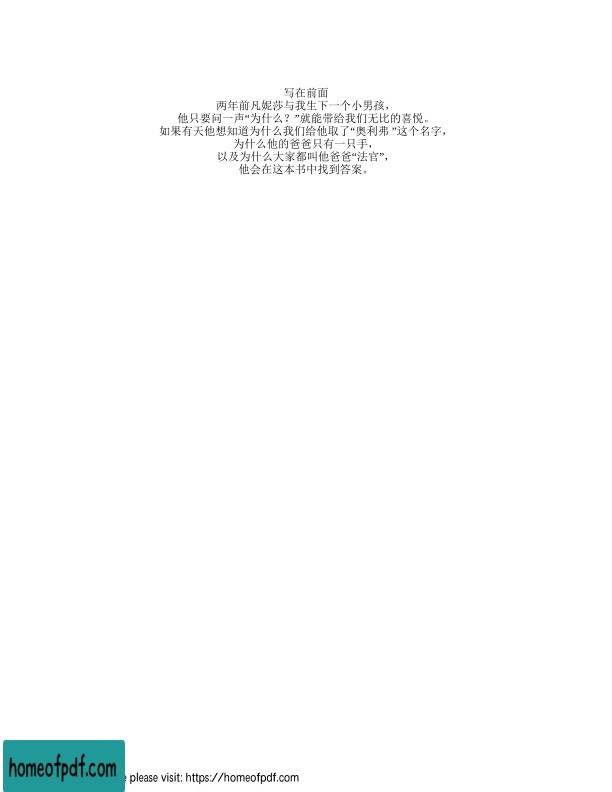 写在前面
两年前凡妮莎与我生下一个小男孩，
他只要问一声“为什么？”就能带给我们无比的喜悦。
如果有天他想知道为什么我们给他取了“奥利弗 ”这个名字，
为什么他的爸爸只有一只手，
以及为什么大家都叫他爸爸“法官”，
他会在这本书中找到答案。
homeofpdf.com
please visit: https://homeofpdf.com